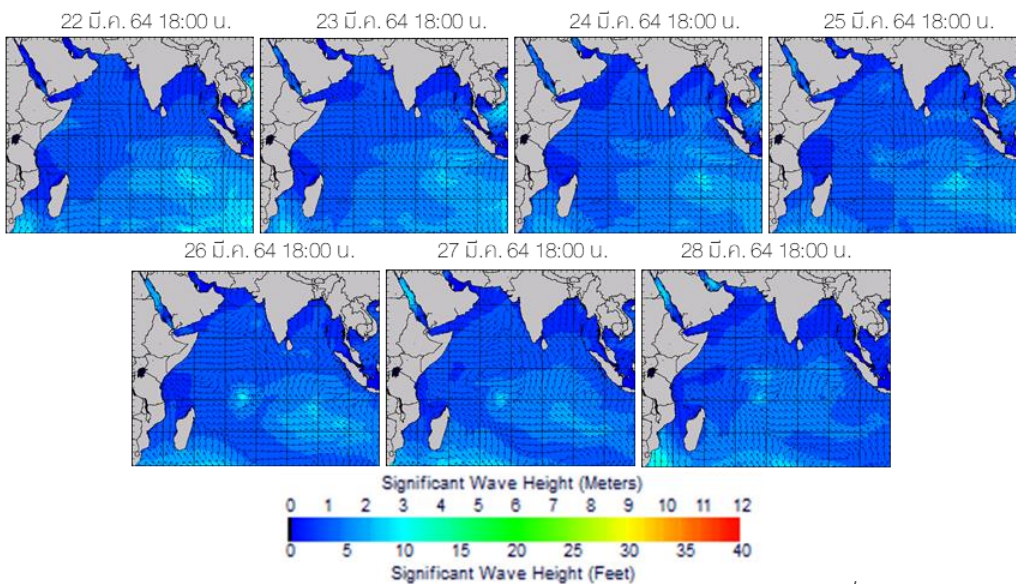 22 มี.ค. 64 18:00 น. 23 มี.ค. 64 18:00 น. 24 มี.ค. 64 18:00 น. 25 มี.ค. 64 18:00 น.
26 มี.ค. 64 18:00 น. 27 มี.ค. 64 18:00 น. 28 มี.ค. 64 18:00 น.
Significant Wave Height (Meters)
0 1 2 3 4 5 6 7 8 9 10 11 12
0 5 10 15 20 25 30 35 40
Significant Wave Height (Feet)